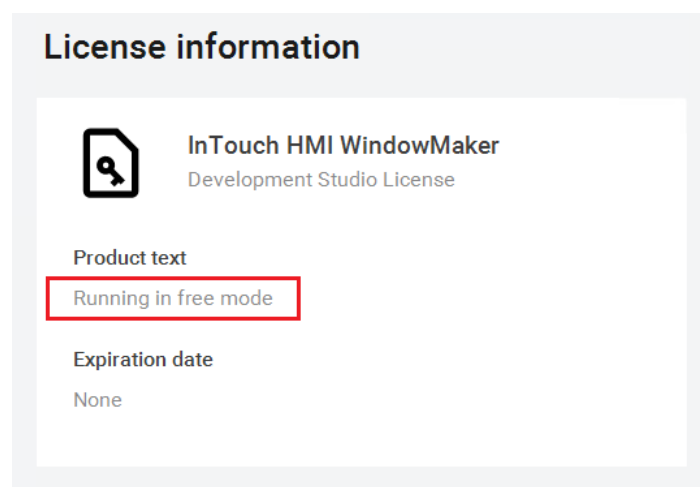 License information
InTouch HMI WindowMaker
Development Studio License
Product text
Running in free mode
Expiration date
None